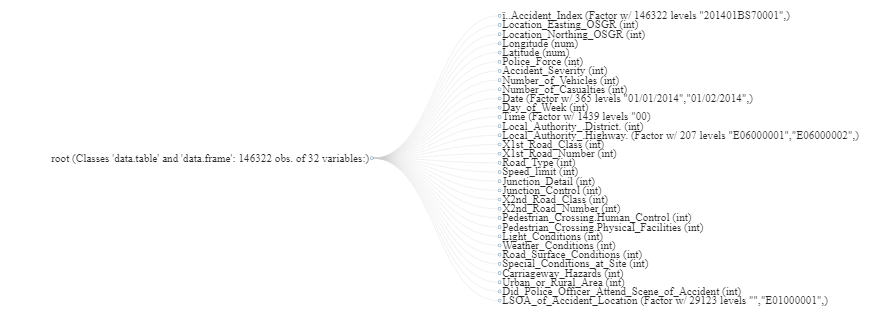 ï..Accident_Index (Factor w/ 146322 levels "201401BS70001",)
Location_Easting_OSGR (int)
Location_Northing_OSGR (int)
Longitude (num)
Latitude (num)
Police_Force (int)
Accident_Severity (int)
Number_of_Vehicles (int)
Number_of_Casualties (int)
Date (Factor w/ 365 levels "01/01/2014","01/02/2014",)
Day_of_Week (int)
Time (Factor w/ 1439 levels "00)
Local_Authority_.District. (int)
Local_Authority_.Highway. (Factor w/ 207 levels "E06000001","E06000002",)
X1st_Road_Class (int)
X1st_Road_Number (int)
root (Classes 'data.table' and 'data.frame': 146322 obs. of 32 variables:)
Road_Type (int)
Speed_limit (int)
Junction_Detail (int)
Junction_Control (int)
X2nd_Road_Class (int)
X2nd_Road_Number (int)
Pedestrian_Crossing.Human_Control (int)
Pedestrian_Crossing.Physical_Facilities (int)
Light_Conditions (int)
Weather_Conditions (int)
Road_Surface_Conditions (int)
Special_Conditions_at_Site (int)
Carriageway_Hazards (int)
Urban_or_Rural_Area (int)
Did_Police_Officer_Attend_Scene_of_Accident (int)
LSOA_of_Accident_Location (Factor w/ 29123 levels "","E01000001",)